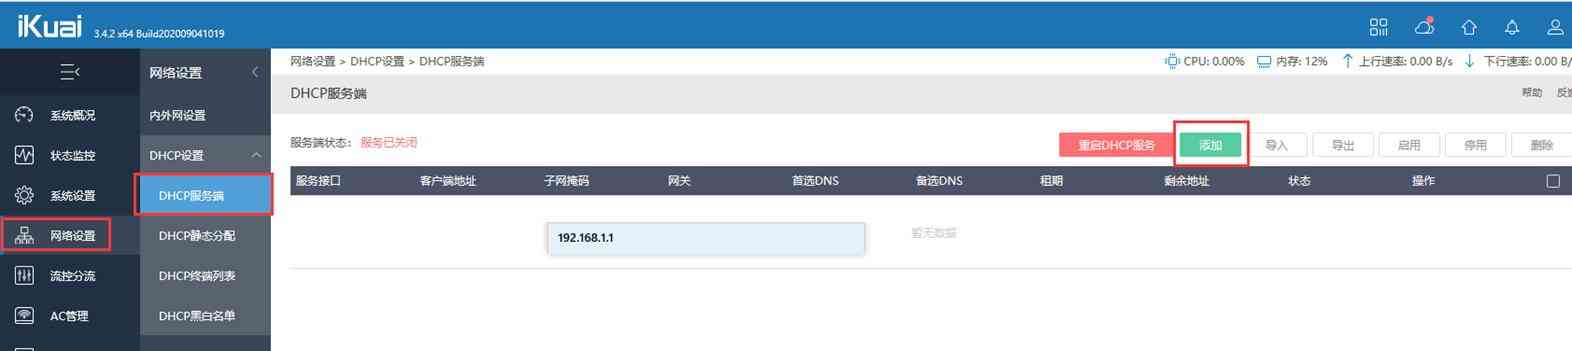 iKuai 3.4.2 x64 Build202009041019
网络设置
系统概况
状态监控
系统设置
网络设置
流控分流
AC管理
内外网设置
DHCP设置
DHCP服务端
DHCP静态分配
DHCP终端列表
DHCP黑白名单
网络设置 > DHCP设置 > DHCP服务端
CPU: 0.00% 内存: 12% 上行速率: 0.00 B/s 下行速率: 0.00 B/
DHCP服务端
帮助
服务端状态: 服务已关闭
重启DHCP服务 添加 导入 导出 启用 停用 删除
服务接口 客户端地址 子网掩码 网关 首选DNS 备选DNS 租期 剩余地址 状态 操作
192.168.1.1
暂无数据